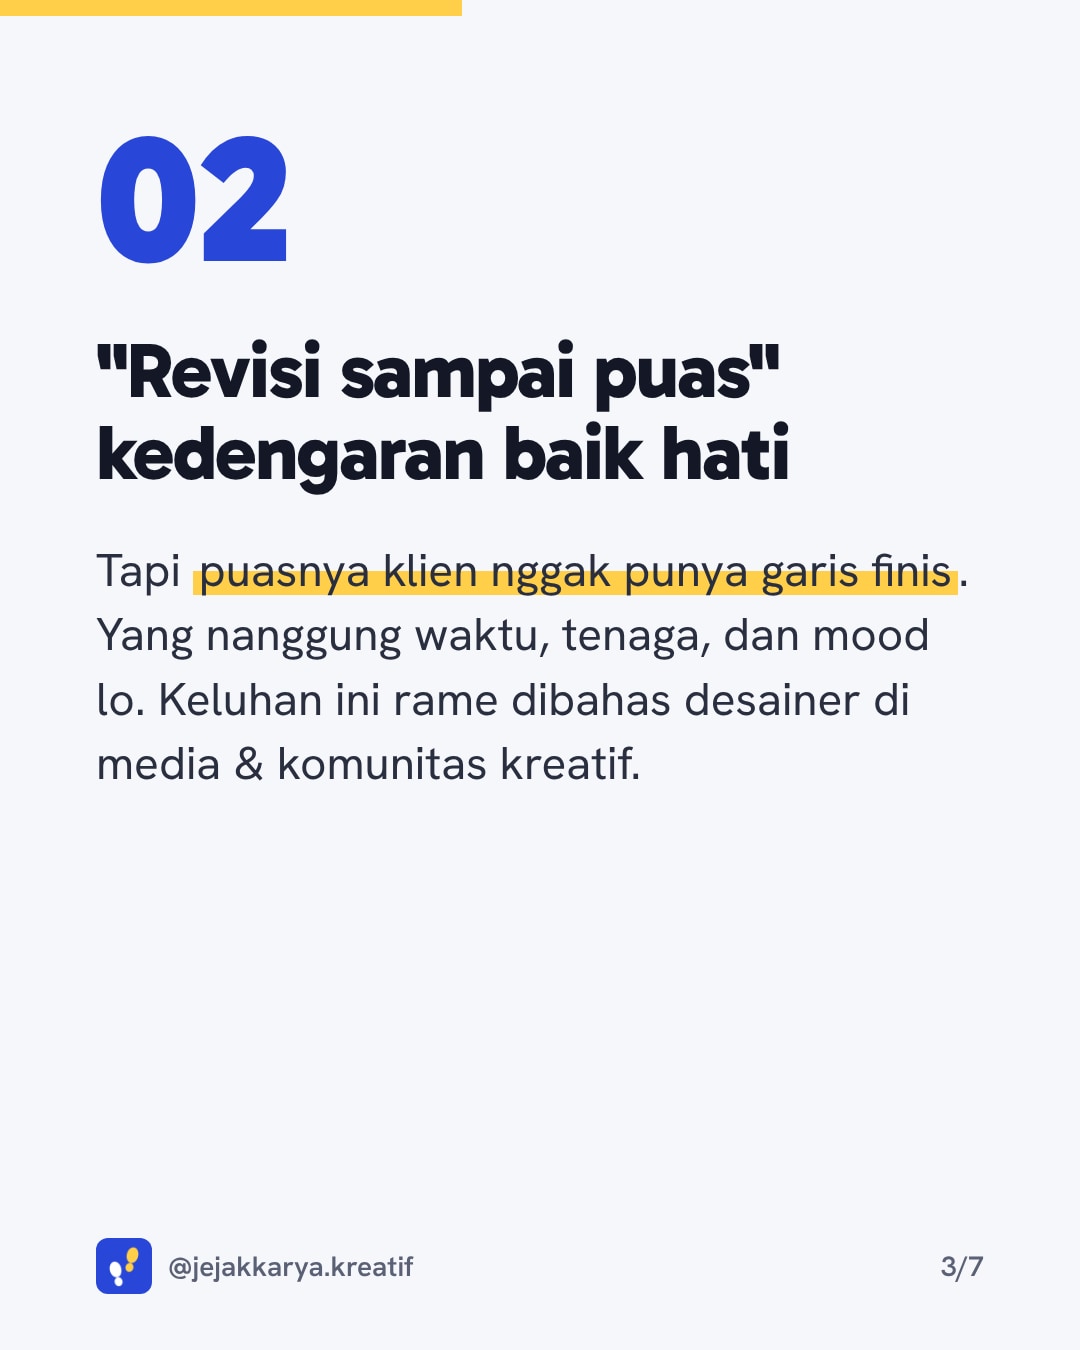 02
"Revisi sampai puas"
kedengaran baik hati
Tapi puasnya klien nggak punya garis finis.
Yang nanggung waktu, tenaga, dan mood
lo. Keluhan ini rame dibahas desainer di
media & komunitas kreatif.
@jejakkarya.kreatif
3/7